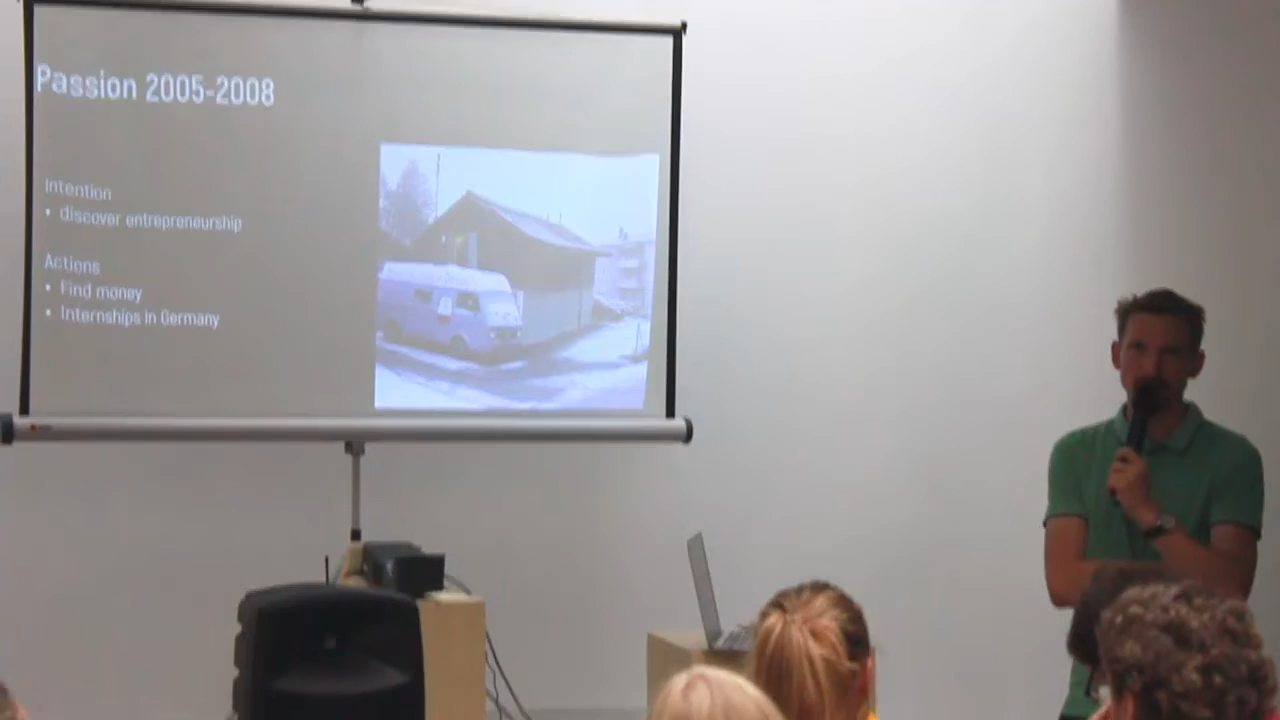 Passion 2005-2008
Intention
• discover entrepreneurship
Actions
• Find money
• Internships in Germany